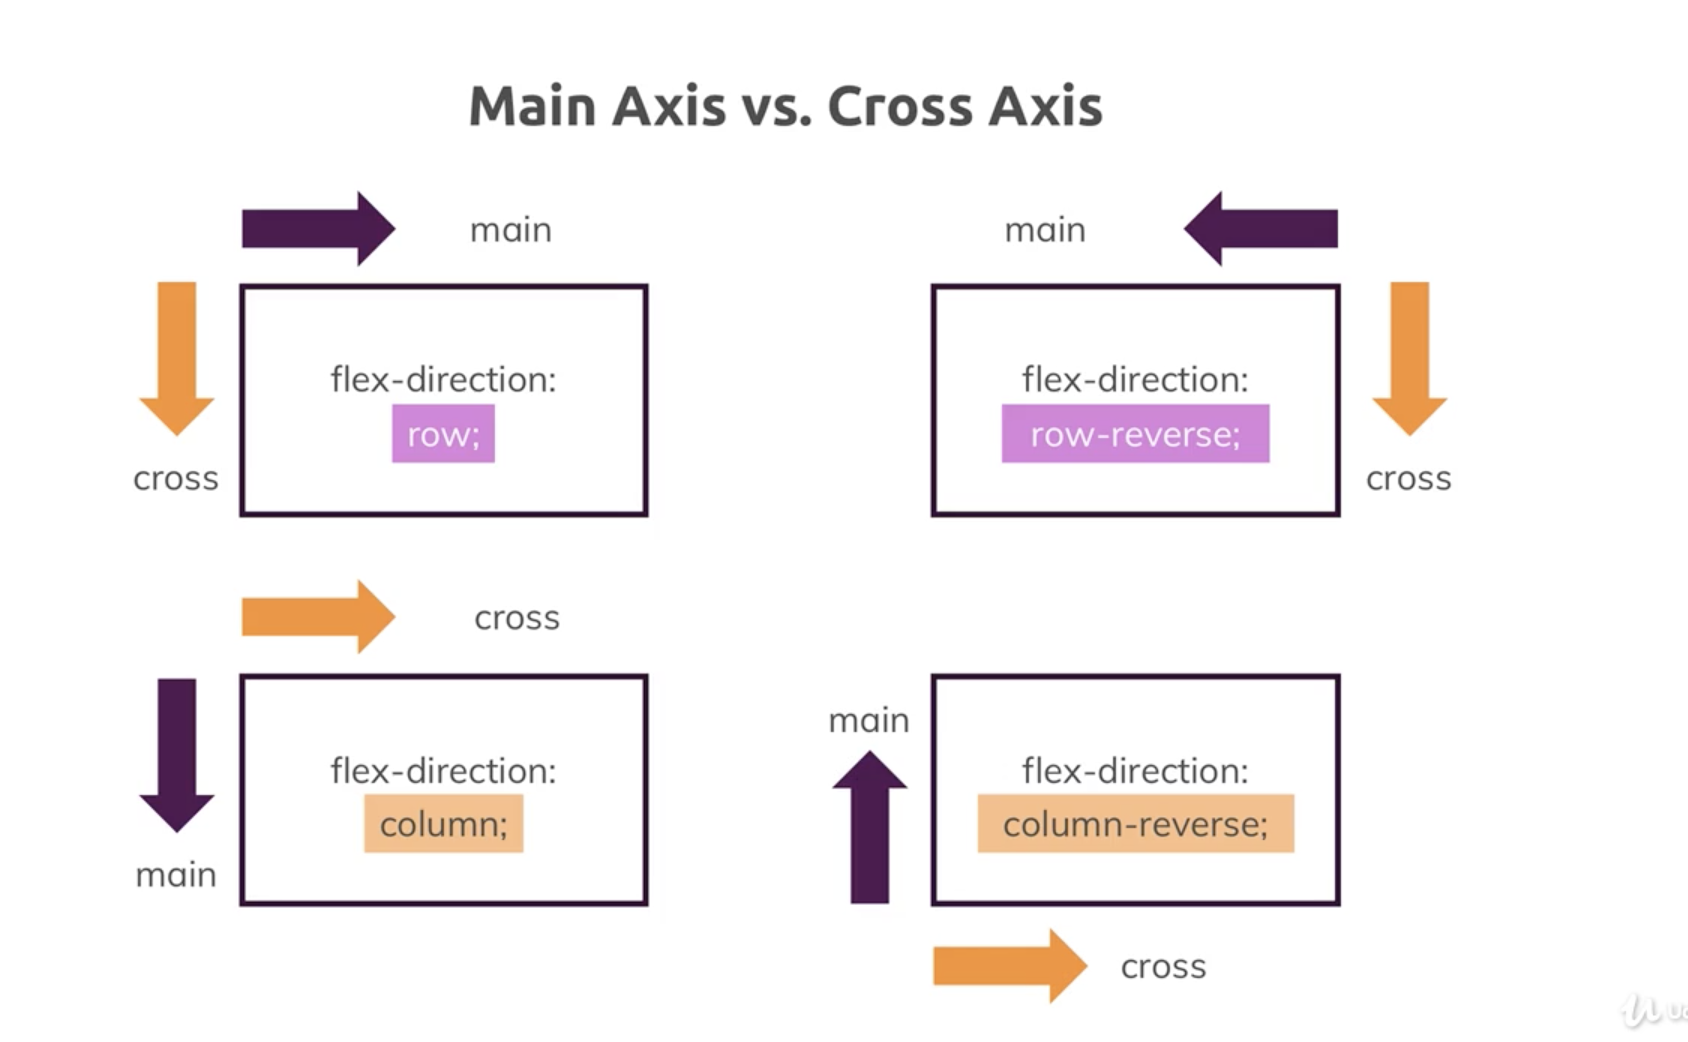 Main Axis vs. Cross Axis
main
cross
flex-direction:
row;
main
flex-direction:
row-reverse;
cross
cross
main
flex-direction:
column;
main
flex-direction:
column-reverse;
cross